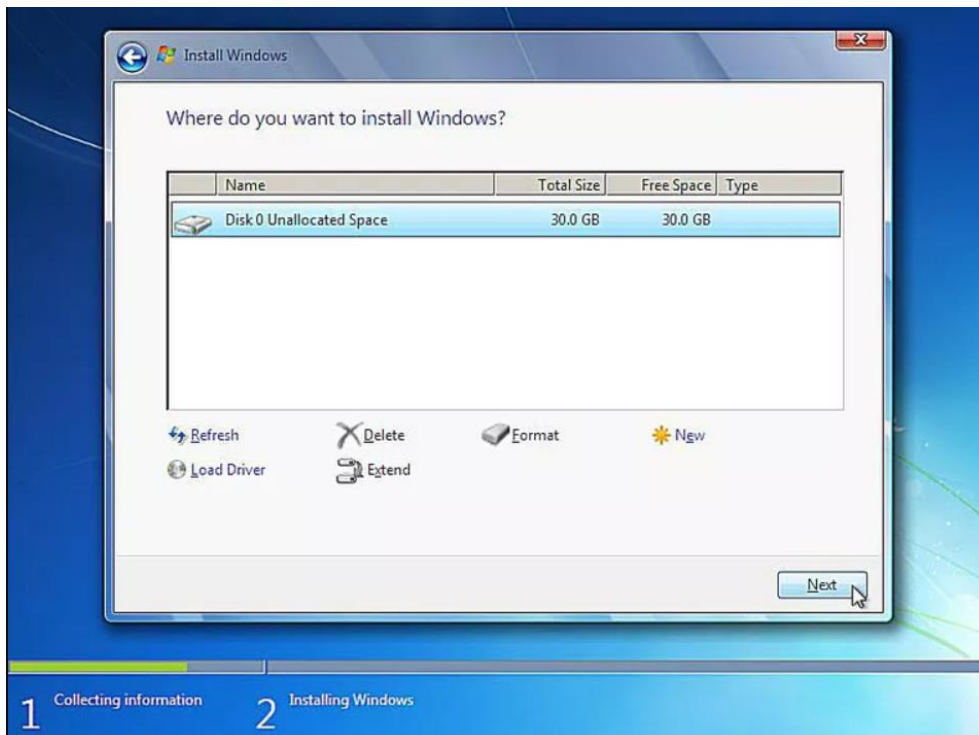 Install Windows
Where do you want to install Windows?
Name Total Size Free Space Type
Disk 0 Unallocated Space 30.0 GB 30.0 GB
Refresh Delete Format New
Load Driver Extend
Next
1 Collecting information 2 Installing Windows